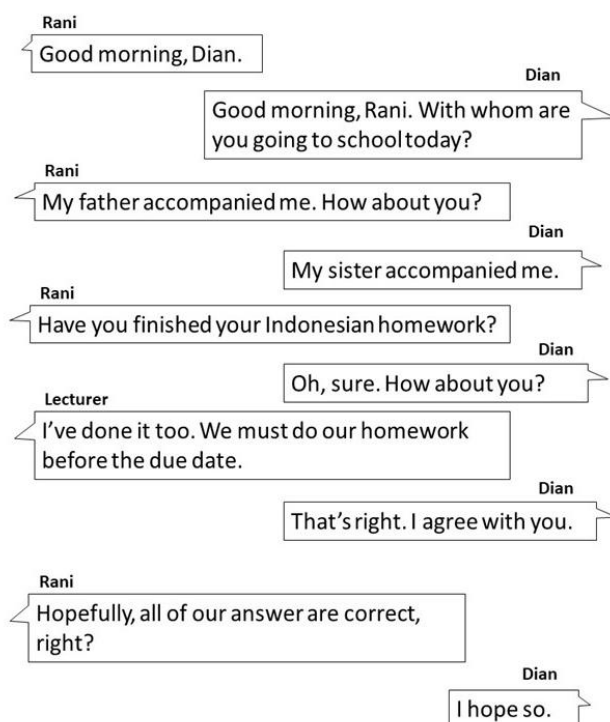 Rani
Good morning, Dian.
Dian
Good morning, Rani. With whom are
you going to school today?
Rani
My father accompanied me. How about you?
Dian
My sister accompanied me.
Rani
Have you finished your Indonesian homework?
Dian
Oh, sure. How about you?
Lecturer
I've done it too. We must do our homework
before the due date.
Dian
That's right. I agree with you.
Rani
Hopefully, all of our answer are correct,
right?
Dian
I hope so.